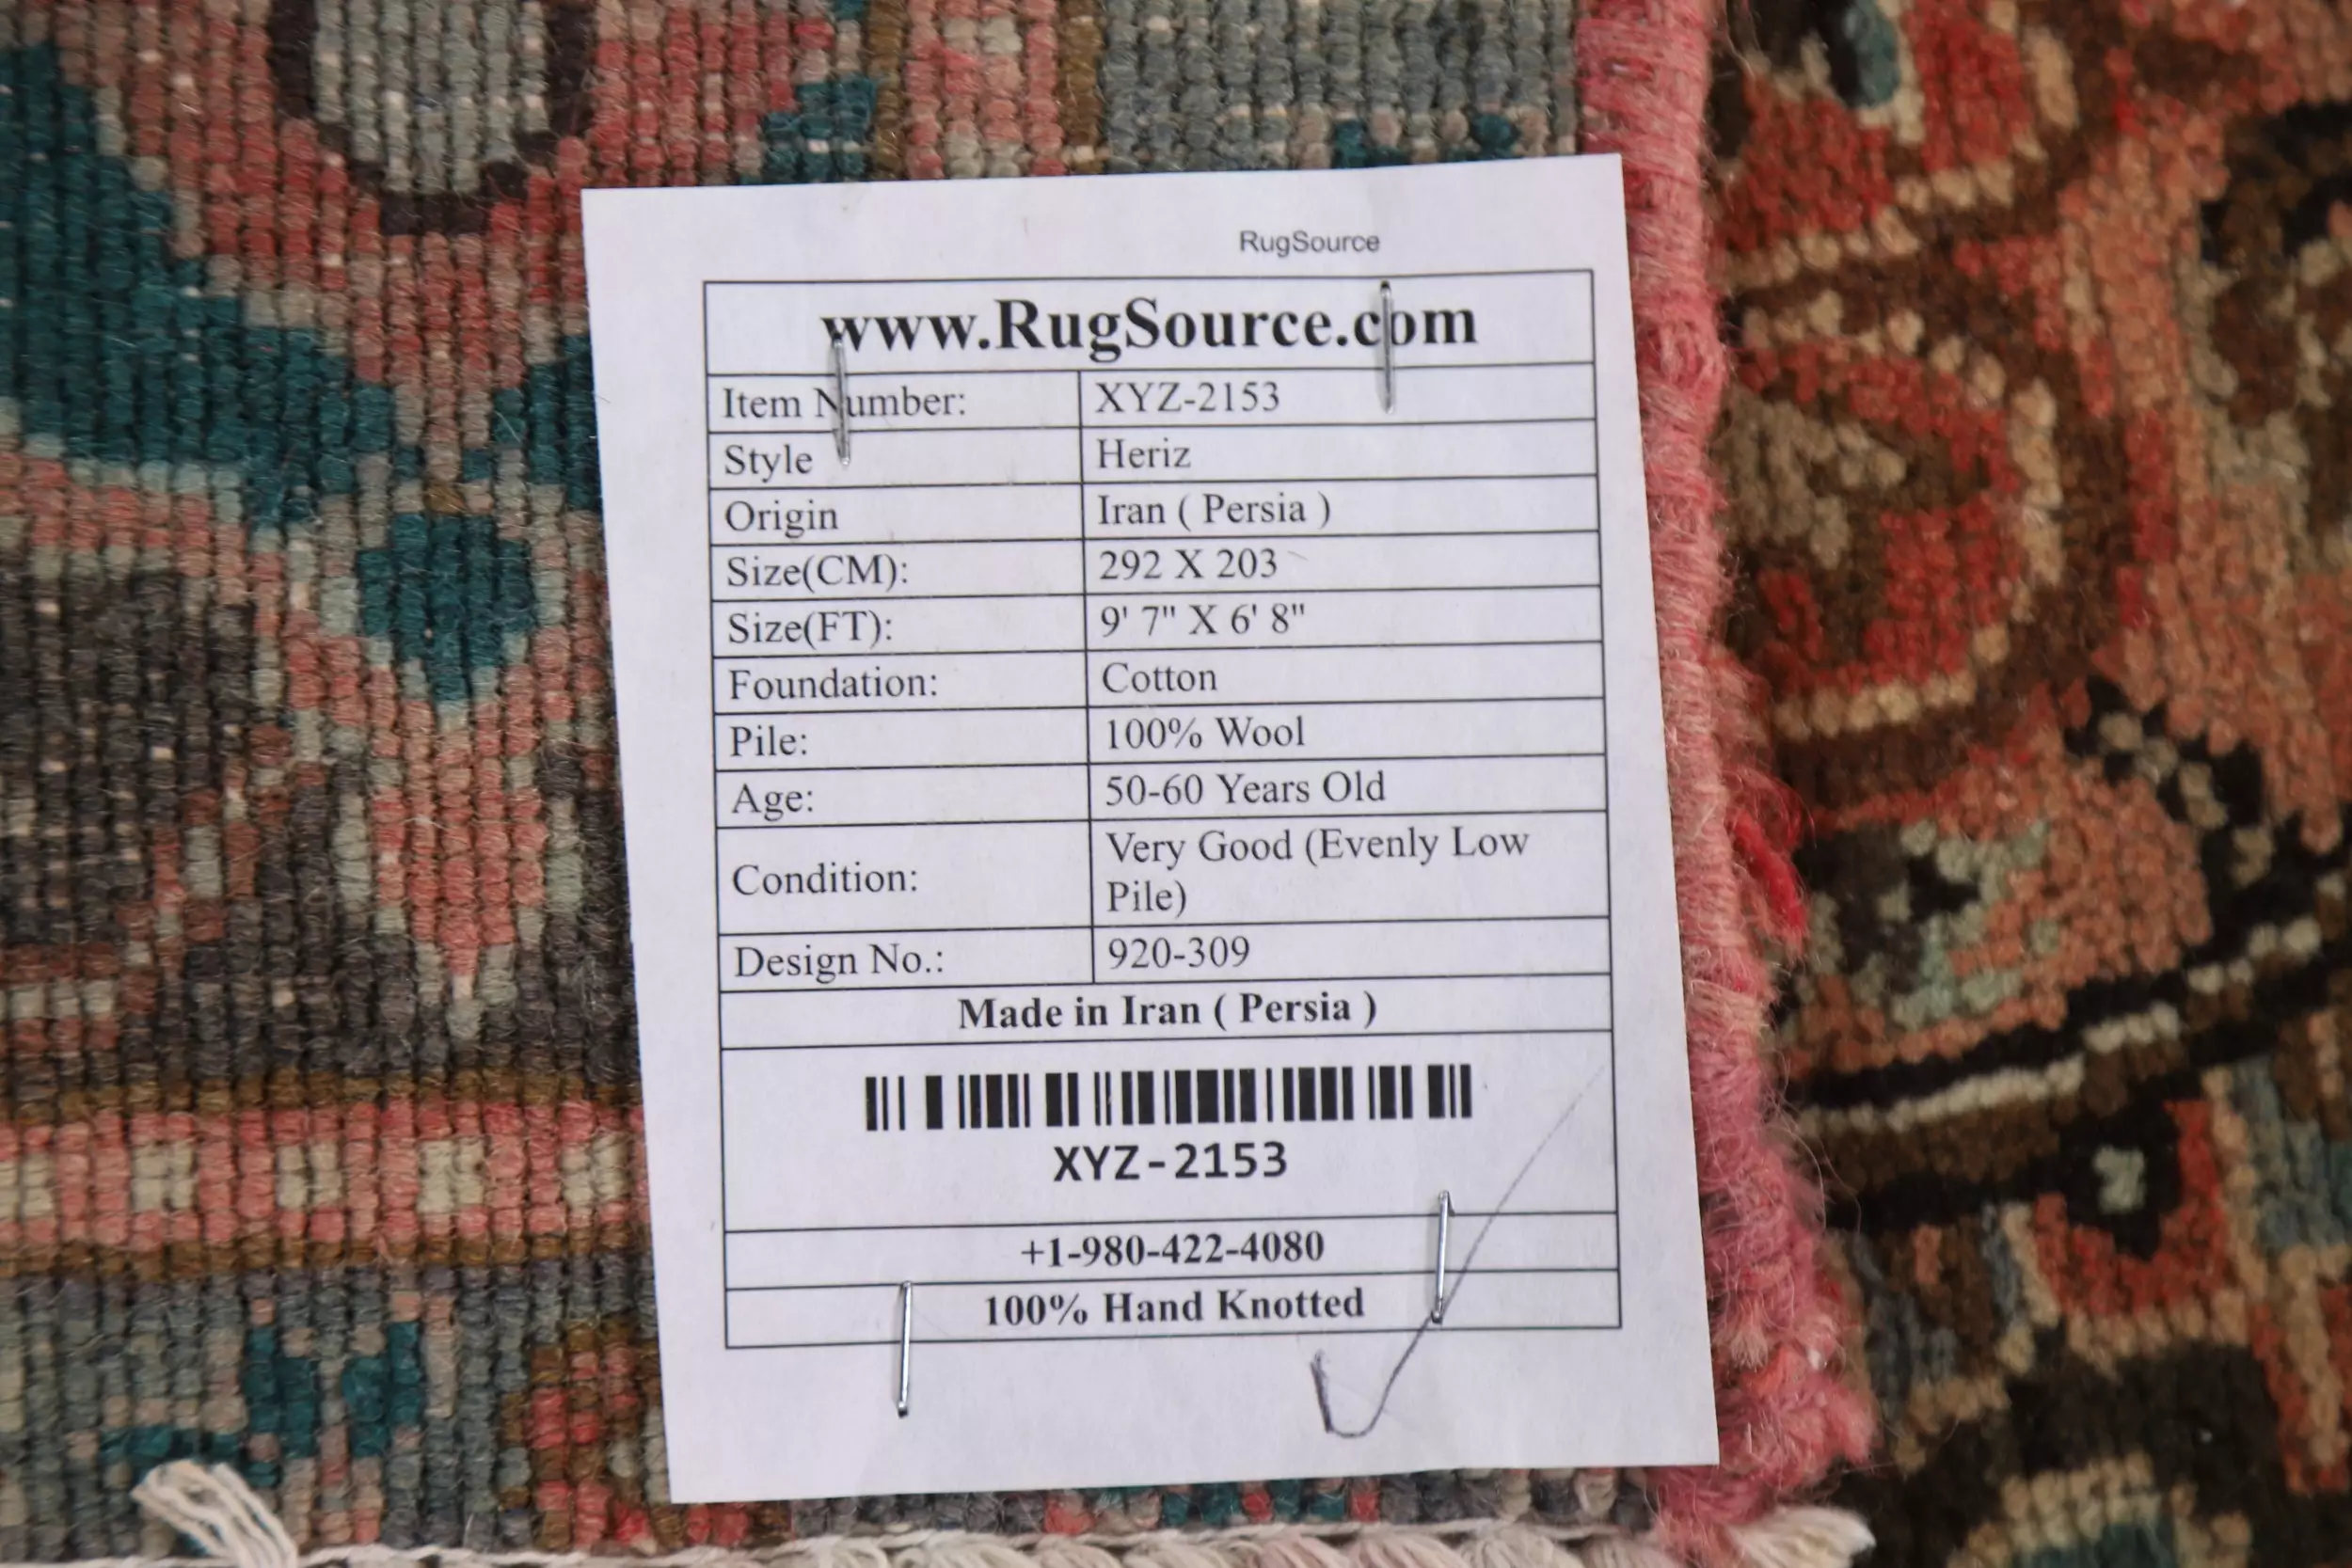 RugSource
www.RugSource.com
Item Number: XYZ-2153
Style Heriz
Origin Iran ( Persia )
Size(CM): 292 X 203
Size(FT): 9' 7" X 6' 8"
Foundation: Cotton
Pile: 100% Wool
Age: 50-60 Years Old
Condition: Very Good (Evenly Low
Pile)
Design No.: 920-309
Made in Iran ( Persia )
XYZ-2153
+1-980-422-4080
100% Hand Knotted